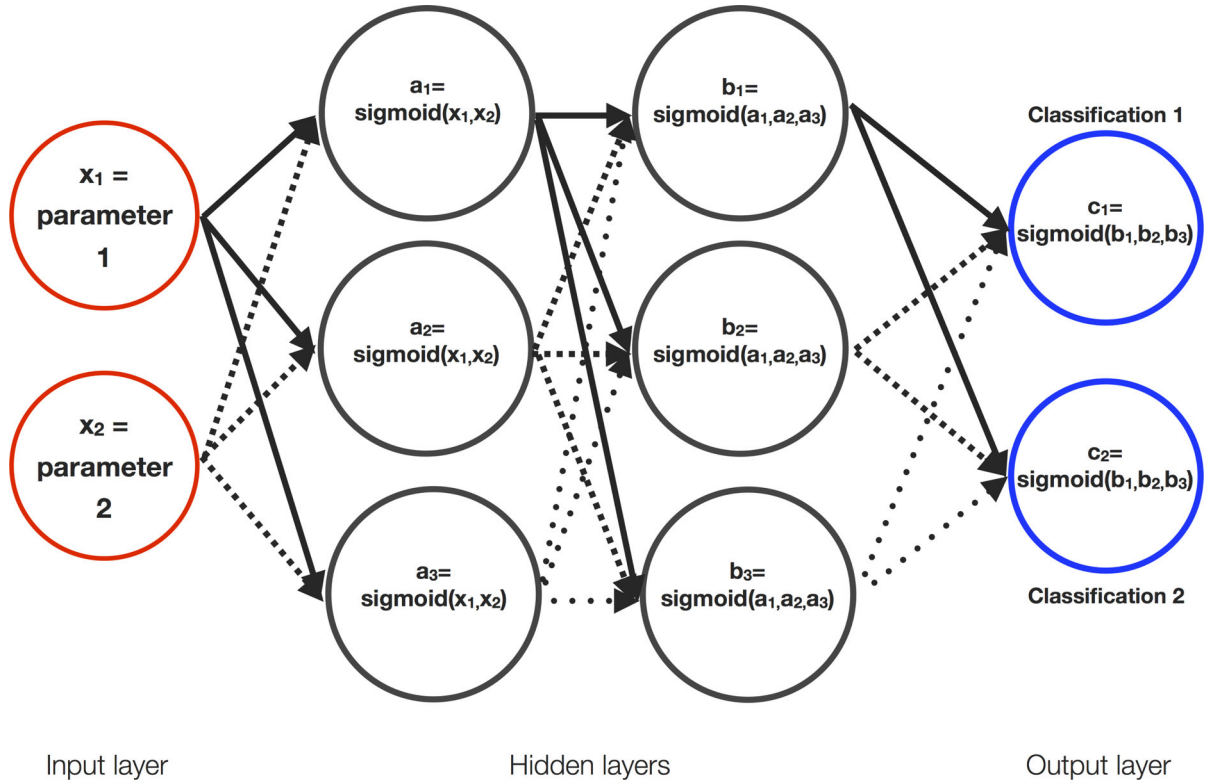 x₁ =
parameter
1
x₂ =
parameter
2
a₁=
sigmoid(x₁,x₂)
a₂=
sigmoid(x₁,x₂)
a₃=
sigmoid(x₁,x₂)
b₁=
sigmoid(a₁,a₂,a₃)
b₂=
sigmoid(a₁,a₂,a₃)
b₃=
sigmoid(a₁,a₂,a₃)
Classification 1
c₁=
sigmoid(b₁,b₂,b₃)
c₂=
sigmoid(b₁,b₂,b₃)
Classification 2
Input layer
Hidden layers
Output layer